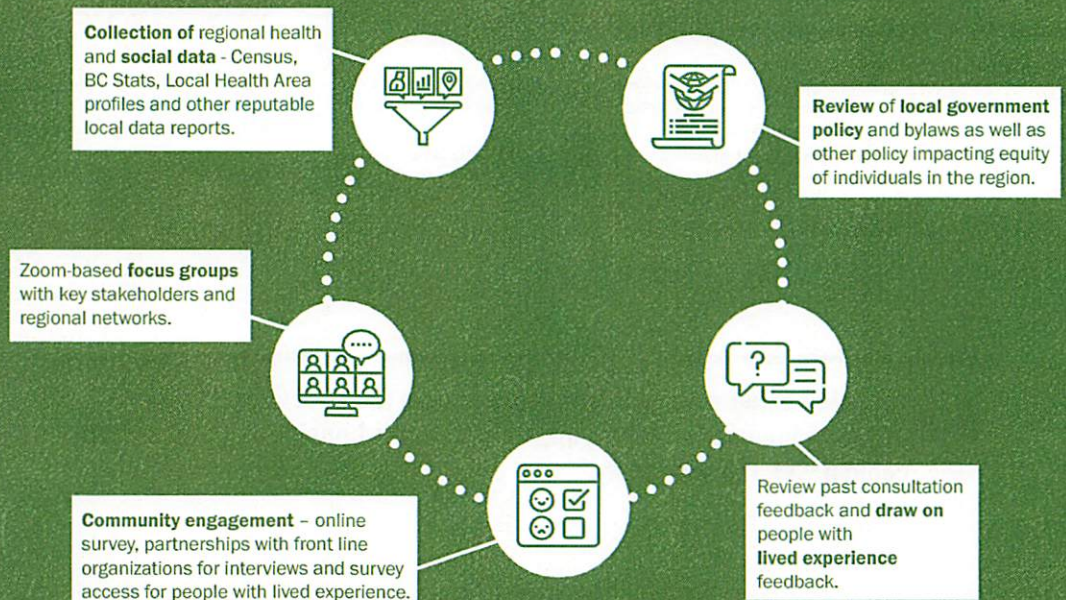 Collection of regional health
and social data - Census,
BC Stats, Local Health Area
profiles and other reputable
local data reports.
Review of local government
policy and bylaws as well as
other policy impacting equity
of individuals in the region.
Zoom-based focus groups
with key stakeholders and
regional networks.
?
Review past consultation
feedback and draw on
people with
lived experience
feedback.
Community engagement – online
survey, partnerships with front line
organizations for interviews and survey
access for people with lived experience.